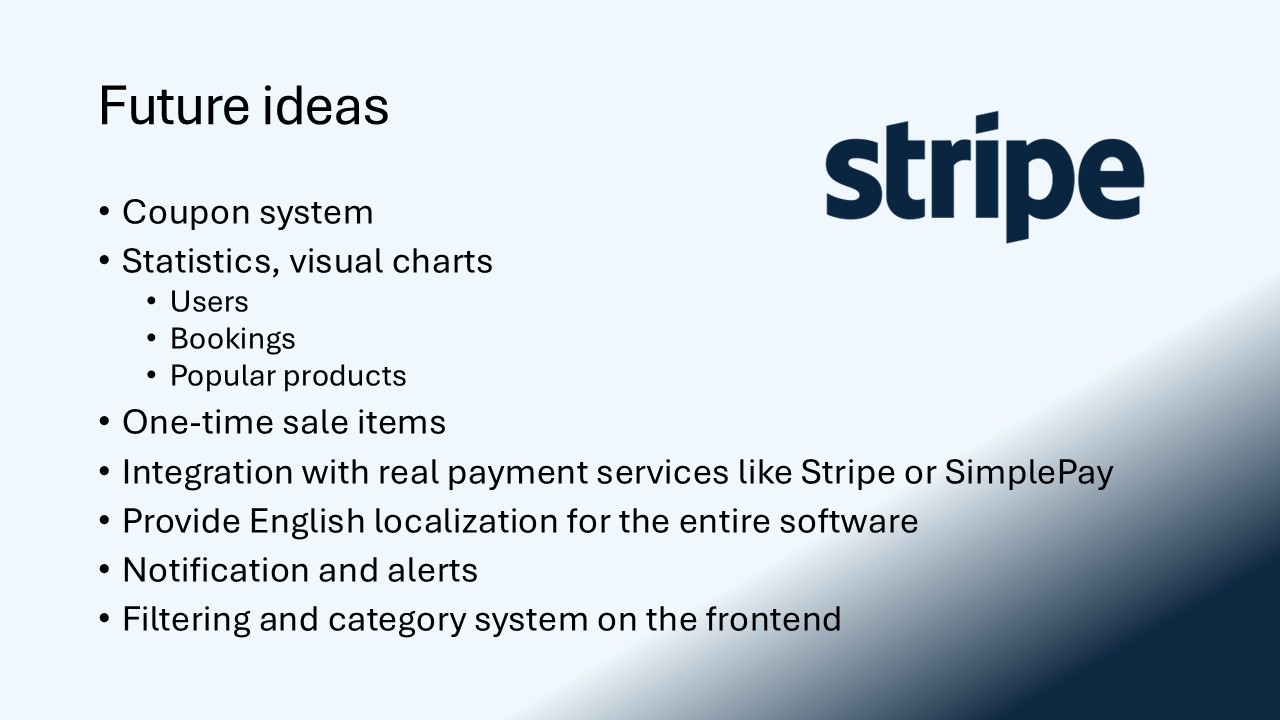 Future ideas
stripe
• Coupon system
• Statistics, visual charts
• Users
• Bookings
• Popular products
• One-time sale items
• Integration with real payment services like Stripe or SimplePay
• Provide English localization for the entire software
• Notification and alerts
• Filtering and category system on the frontend